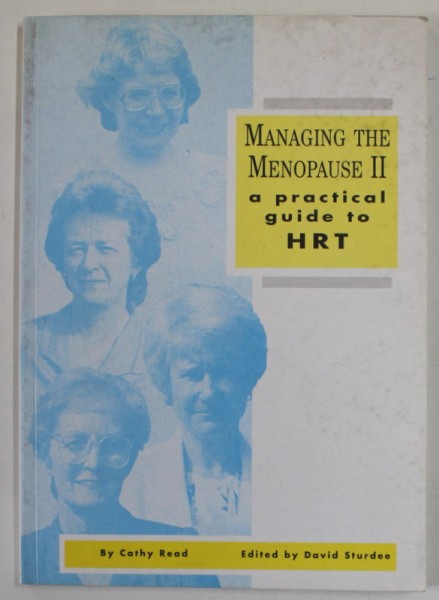 MANAGING THE
MENOPAUSE II
a practical
guide to
HRT
By Cathy Read Edited by David Sturdee